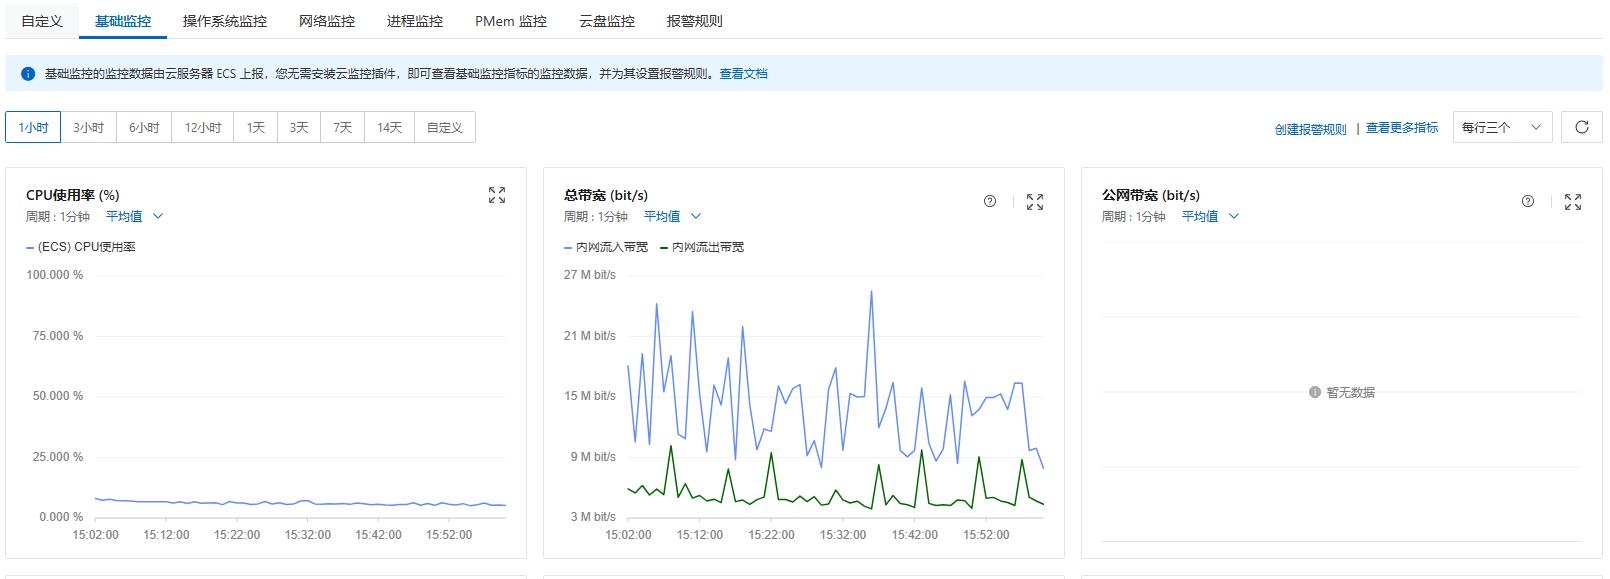 自定义 基础监控 操作系统监控 网络监控 进程监控 PMem 监控 云盘监控 报警规则
基础监控的监控数据由云服务器 ECS 上报，您无需安装云监控插件，即可查看基础监控指标的监控数据，并为其设置报警规则。查看文档
1小时 3小时 6小时 12小时 1天 3天 7天 14天 自定义
创建报警规则 | 查看更多指标 每行三个
CPU使用率 (%)
周期 : 1分钟 平均值
(ECS) CPU使用率
100.000 %
75.000 %
50.000 %
25.000 %
0.000 %
15:02:00 15:12:00 15:22:00 15:32:00 15:42:00 15:52:00
总带宽 (bit/s)
周期 : 1分钟 平均值
内网流入带宽 内网流出带宽
27 M bit/s
21 M bit/s
15 M bit/s
9 M bit/s
3 M bit/s
15:02:00 15:12:00 15:22:00 15:32:00 15:42:00 15:52:00
公网带宽 (bit/s)
周期 : 1分钟 平均值
暂无数据